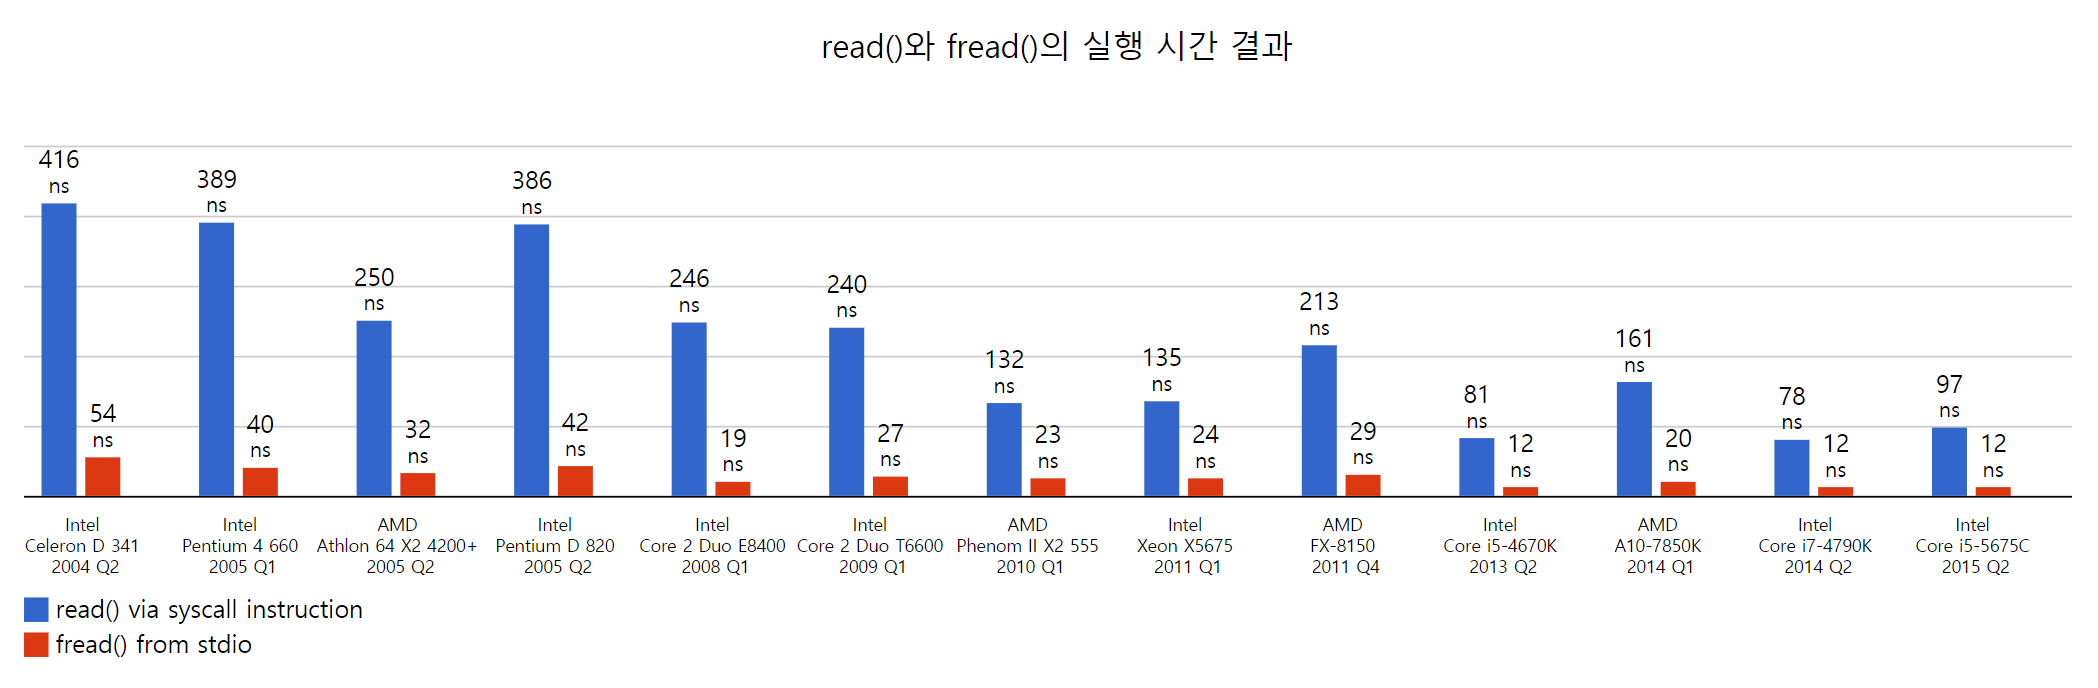 read()와 fread()의 실행 시간 결과
416
ns
54
ns
389
ns
40
ns
250
ns
32
ns
386
ns
42
ns
246
ns
19
ns
240
ns
27
ns
132
ns
23
ns
135
ns
24
ns
213
ns
29
ns
81
ns
12
ns
161
ns
20
ns
78
ns
12
ns
97
ns
12
ns
Intel
Celeron D 341
2004 Q2
Intel
Pentium 4 660
2005 Q1
AMD
Athlon 64 X2 4200+
2005 Q2
Intel
Pentium D 820
2005 Q2
Intel
Core 2 Duo E8400
2008 Q1
Intel
Core 2 Duo T6600
2009 Q1
AMD
Phenom II X2 555
2010 Q1
Intel
Xeon X5675
2011 Q1
AMD
FX-8150
2011 Q4
Intel
Core i5-4670K
2013 Q2
AMD
A10-7850K
2014 Q1
Intel
Core i7-4790K
2014 Q2
Intel
Core i5-5675C
2015 Q2
read() via syscall instruction
fread() from stdio